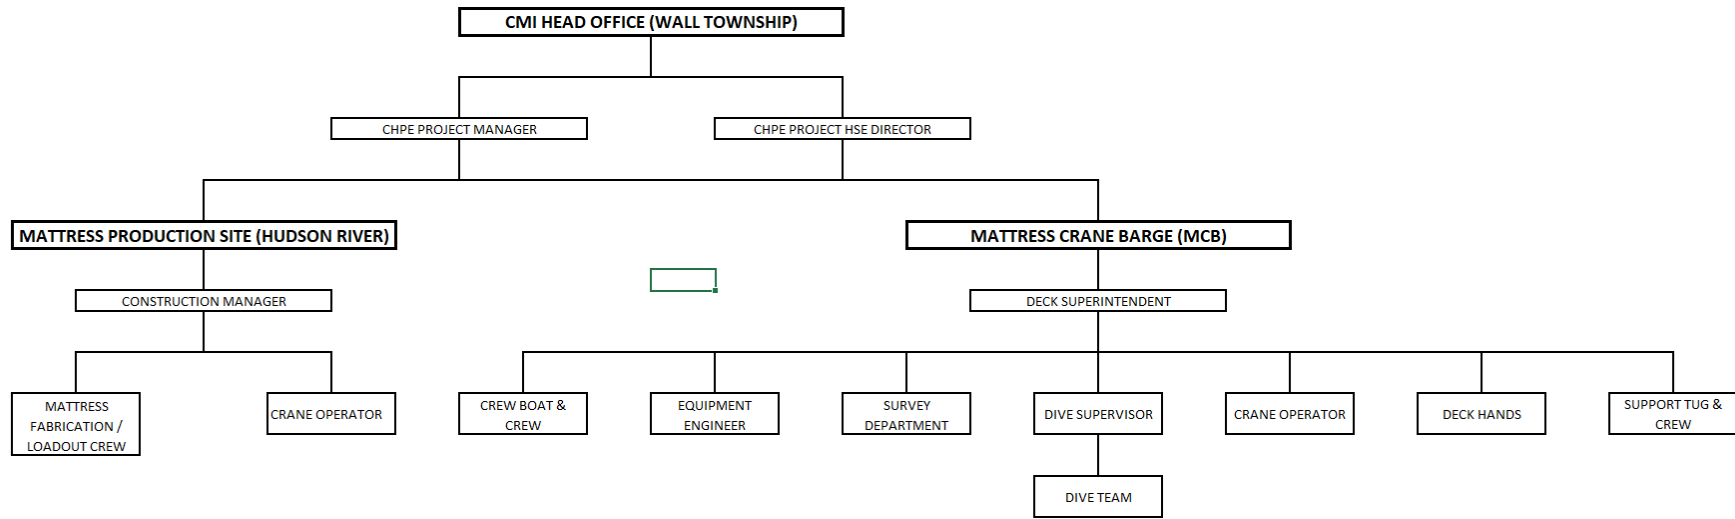 CMI HEAD OFFICE (WALL TOWNSHIP)
CHPE PROJECT MANAGER
CHPE PROJECT HSE DIRECTOR
MATTRESS PRODUCTION SITE (HUDSON RIVER)
MATTRESS CRANE BARGE (MCB)
CONSTRUCTION MANAGER
DECK SUPERINTENDENT
MATTRESS
FABRICATION /
LOADOUT CREW
CRANE OPERATOR
CREW BOAT &
CREW
EQUIPMENT
ENGINEER
SURVEY
DEPARTMENT
DIVE SUPERVISOR
CRANE OPERATOR
DECK HANDS
SUPPORT TUG &
CREW
DIVE TEAM